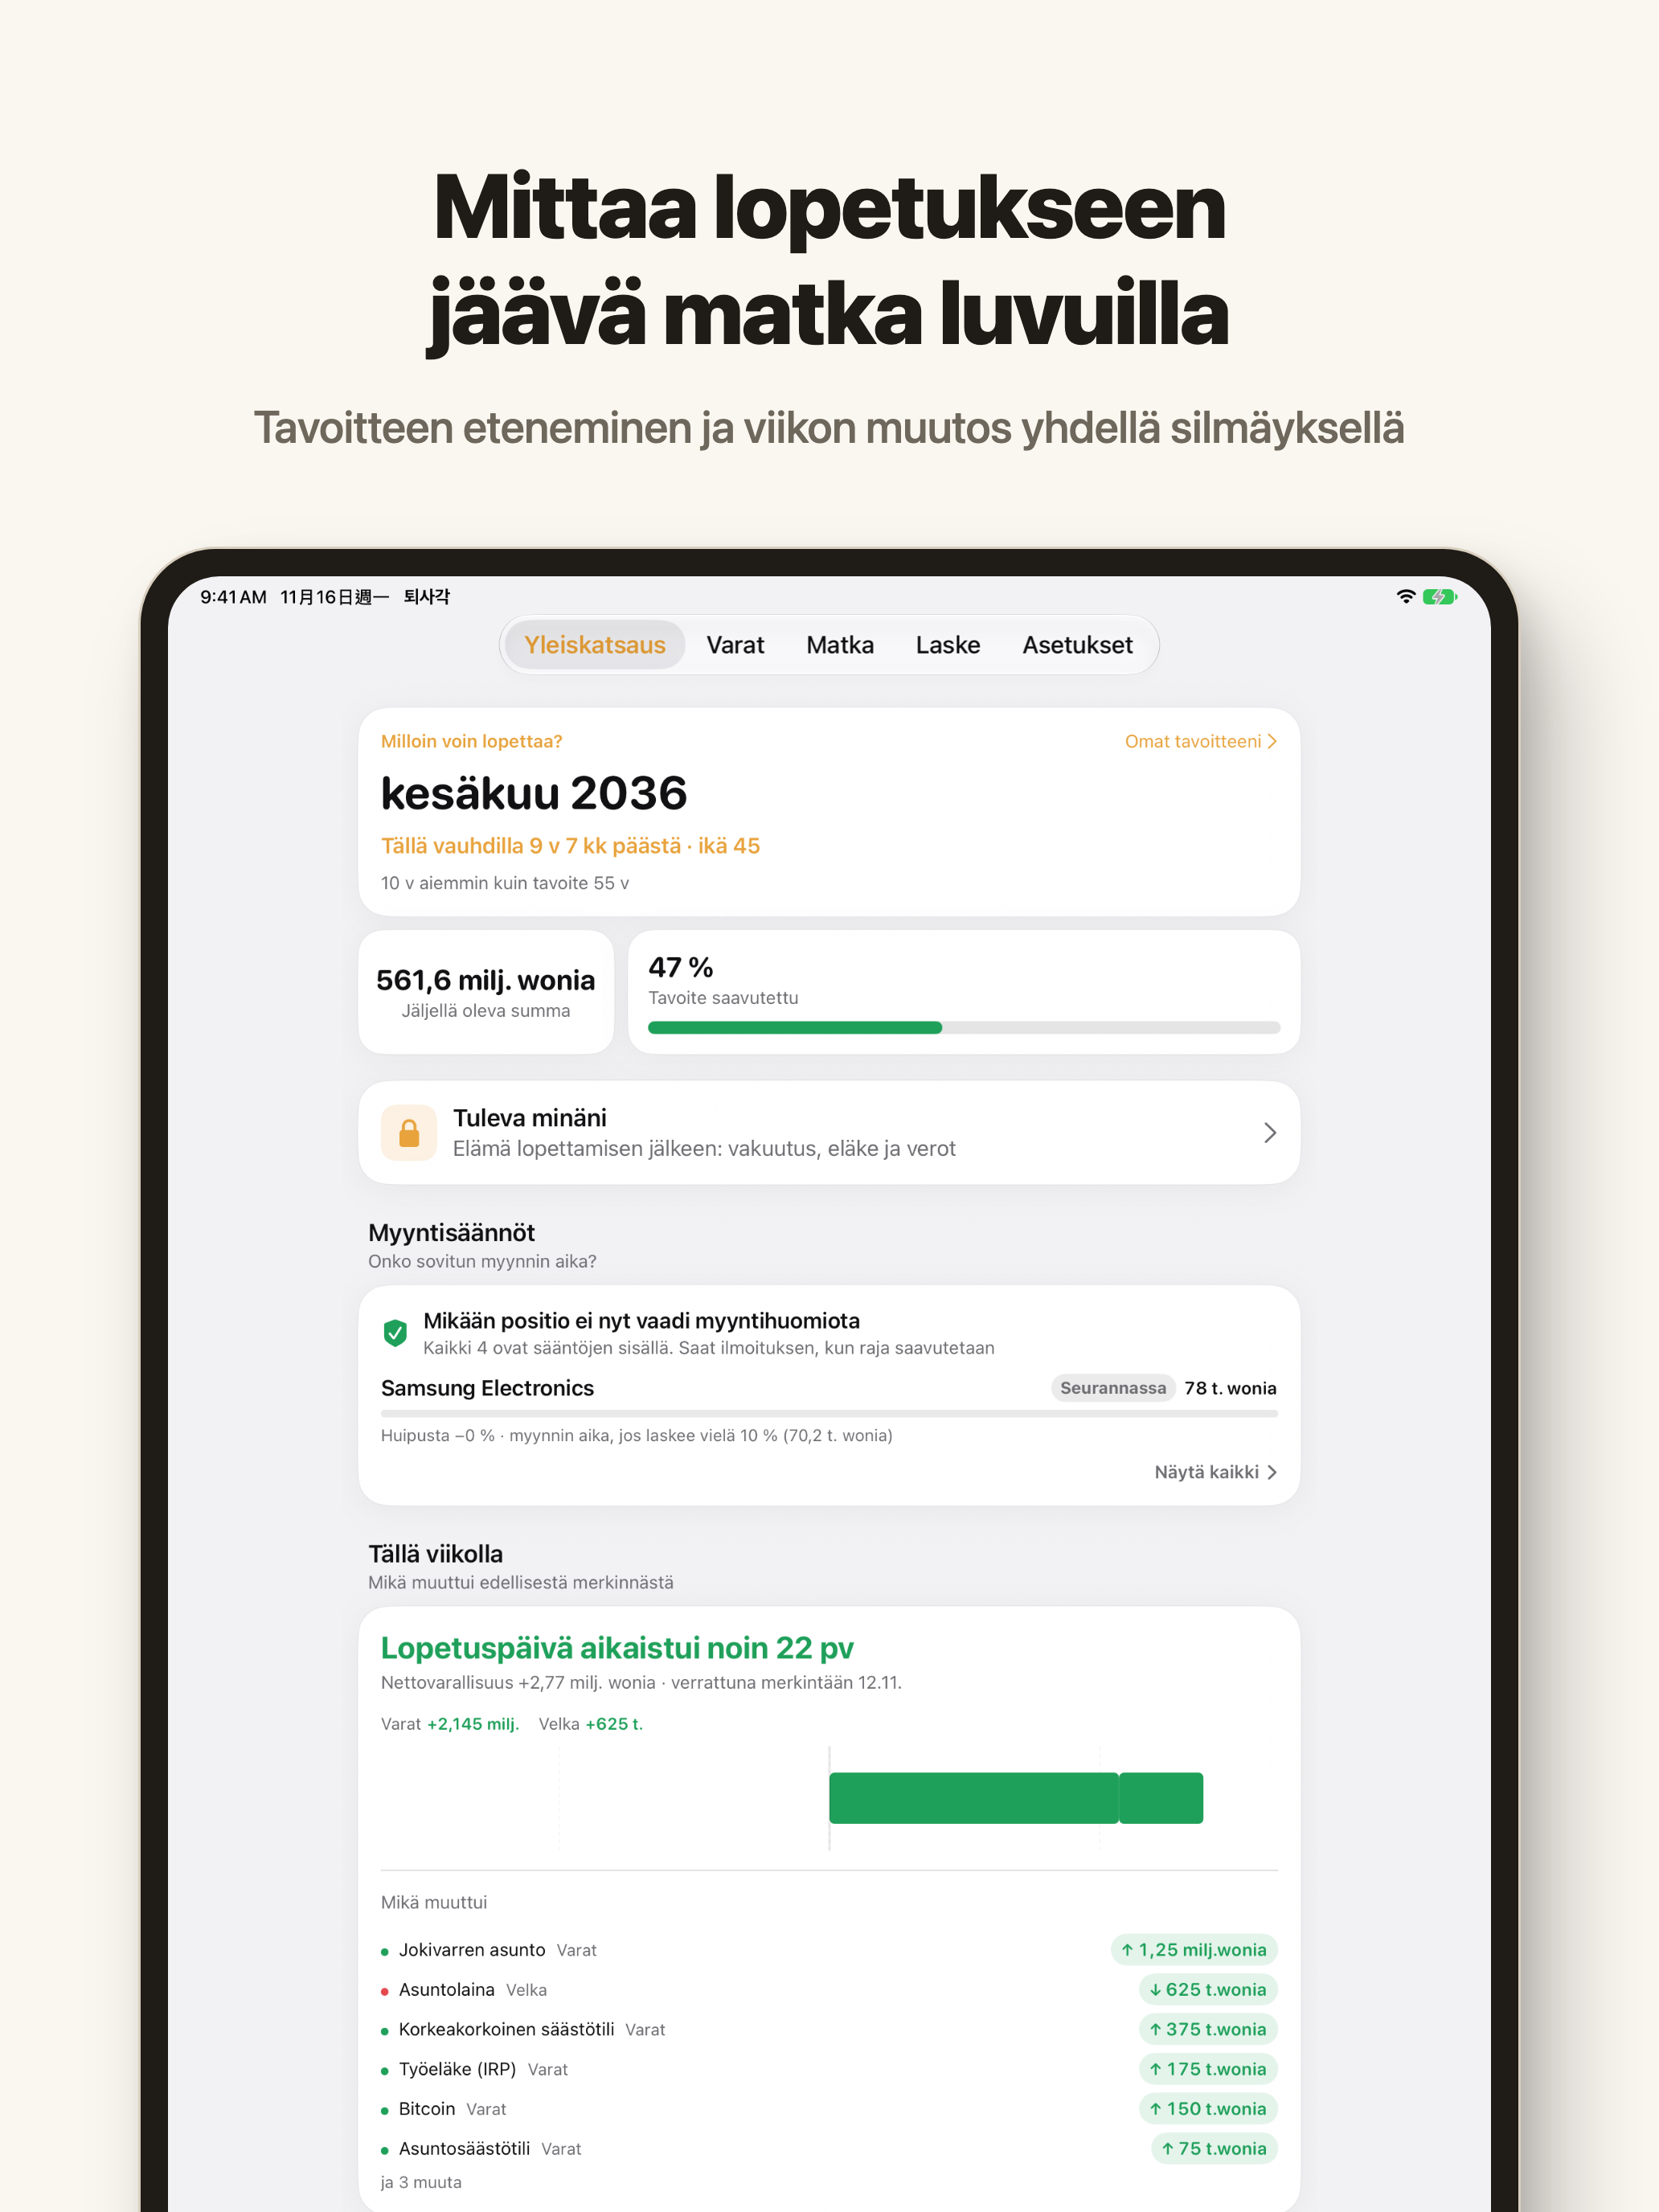 Mittaa lopetukseen
jäävä matka luvuilla
Tavoitteen eteneminen ja viikon muutos yhdellä silmäyksellä
9:41 AM 11月16日週一 퇴사각
Yleiskatsaus Varat Matka Laske Asetukset
Milloin voin lopettaa? Omat tavoitteeni
kesäkuu 2036
Tällä vauhdilla 9 v 7 kk päästä · ikä 45
10 v aiemmin kuin tavoite 55 v
561,6 milj. wonia
Jäljellä oleva summa
47 %
Tavoite saavutettu
Tuleva minäni
Elämä lopettamisen jälkeen: vakuutus, eläke ja verot
Myyntisäännöt
Onko sovitun myynnin aika?
Mikään positio ei nyt vaadi myyntihuomiota
Kaikki 4 ovat sääntöjen sisällä. Saat ilmoituksen, kun raja saavutetaan
Samsung Electronics Seurannassa 78 t. wonia
Huipusta −0 % · myynnin aika, jos laskee vielä 10 % (70,2 t. wonia)
Näytä kaikki
Tällä viikolla
Mikä muuttui edellisestä merkinnästä
Lopetuspäivä aikaistui noin 22 pv
Nettovarallisuus +2,77 milj. wonia · verrattuna merkintään 12.11.
Varat +2,145 milj. Velka +625 t.
Mikä muuttui
Jokivarren asunto Varat ↑ 1,25 milj.wonia
Asuntolaina Velka ↓ 625 t.wonia
Korkeakorkoinen säästötili Varat ↑ 375 t.wonia
Työeläke (IRP) Varat ↑ 175 t.wonia
Bitcoin Varat ↑ 150 t.wonia
Asuntosäästötili Varat ↑ 75 t.wonia
ja 3 muuta